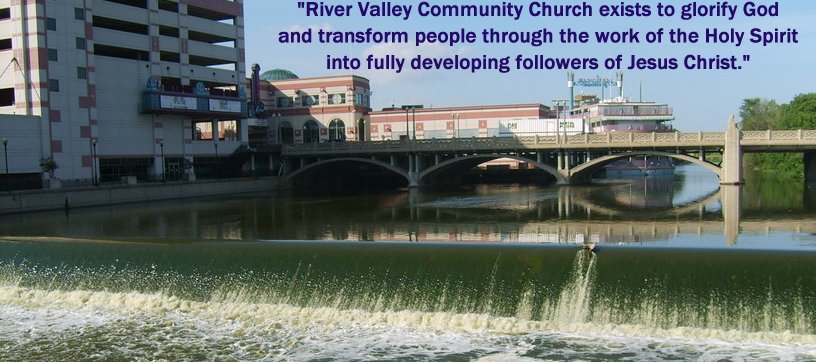 "River Valley Community Church exists to glorify God
and transform people through the work of the Holy Spirit
into fully developing followers of Jesus Christ."